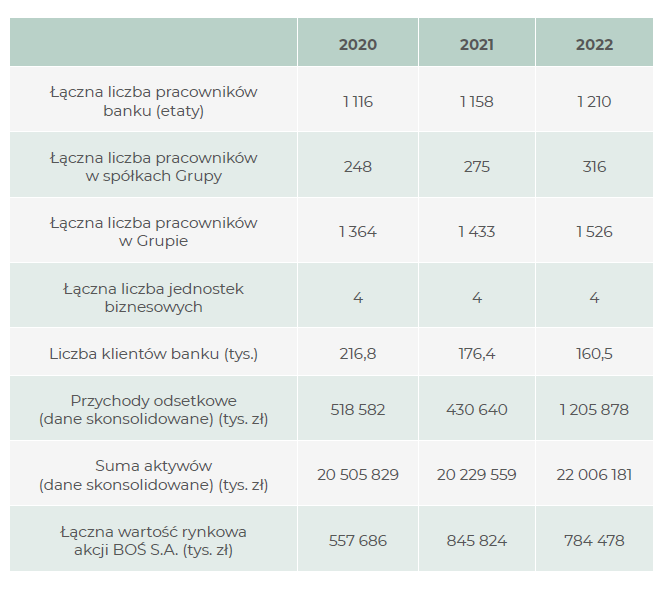 2020 2021 2022
Łączna liczba pracowników
banku (etaty)
1 116 1 158 1 210
Łączna liczba pracowników
w spółkach Grupy
248 275 316
Łączna liczba pracowników
w Grupie
1 364 1 433 1 526
Łączna liczba jednostek
biznesowych
4 4 4
Liczba klientów banku (tys.) 216,8 176,4 160,5
Przychody odsetkowe
(dane skonsolidowane) (tys. zł)
518 582 430 640 1 205 878
Suma aktywów
(dane skonsolidowane) (tys. zł)
20 505 829 20 229 559 22 006 181
Łączna wartość rynkowa
akcji BOŚ S.A. (tys. zł)
557 686 845 824 784 478